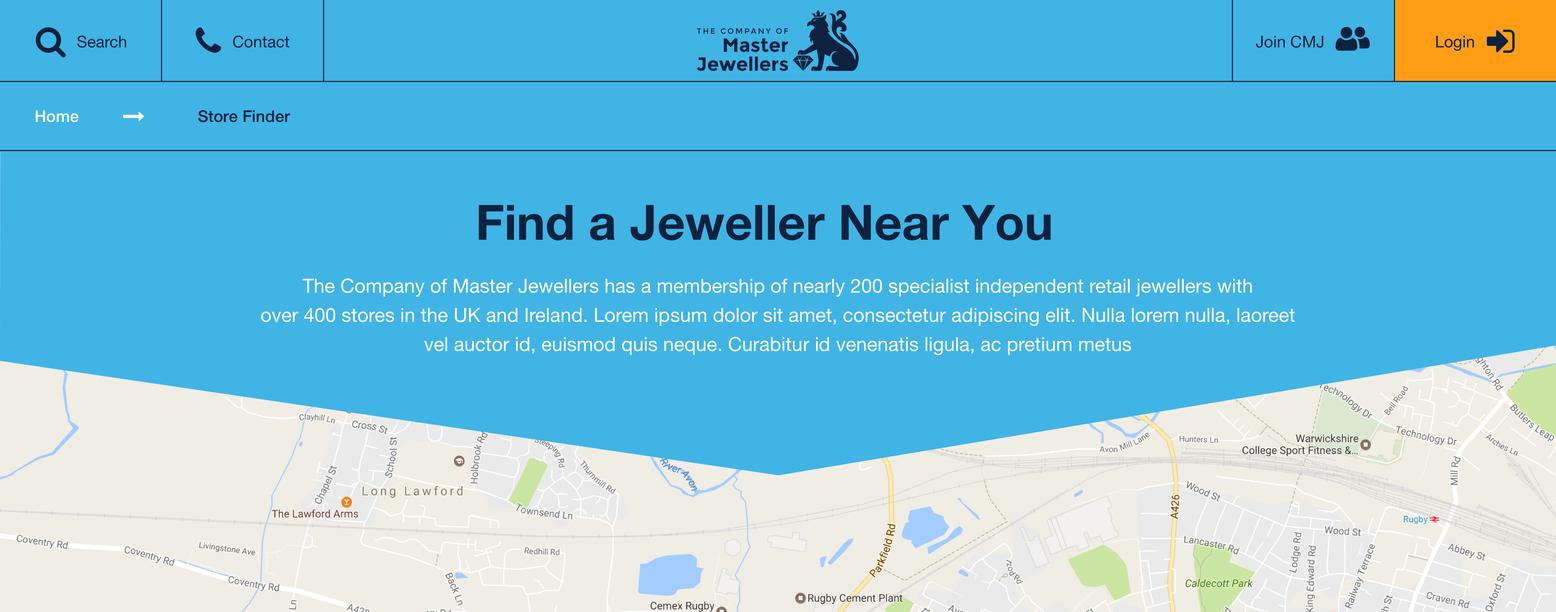 Search
Contact
THE COMPANY OF
Master
Jewellers
Join CMJ
Login
Home
Store Finder
Find a Jeweller Near You
The Company of Master Jewellers has a membership of nearly 200 specialist independent retail jewellers with
over 400 stores in the UK and Ireland. Lorem ipsum dolor sit amet, consectetur adipiscing elit. Nulla lorem nulla, laoreet
vel auctor id, euismod quis neque. Curabitur id venenatis ligula, ac pretium metus
Technology Dr
Bell Road
Butlers Leap
Clayhill Ln
Cross St
School St
Holbrook Rd
Steeping Rd
Thurnmill Rd
River Avon
Avon Mill Lane
Hunters Ln
Warwickshire
College Sport Fitness &...
Technology Dr
Arches Ln
Mill Rd
Chapel St
Long Lawford
The Lawford Arms
Townsend Ln
A426
Wood St
Rugby
Wood St
Coventry Rd
Coventry Rd
Livingstone Ave
Redhill Rd
Parkfield Rd
Lancaster Rd
Lodge Rd
Abbey St
Coventry Rd
Back Ln
Caldecott Park
King Edward Rd
Railway Terrace
Craven Rd
Oxford St
Ln
Cemex Rugby
Rugby Cement Plant